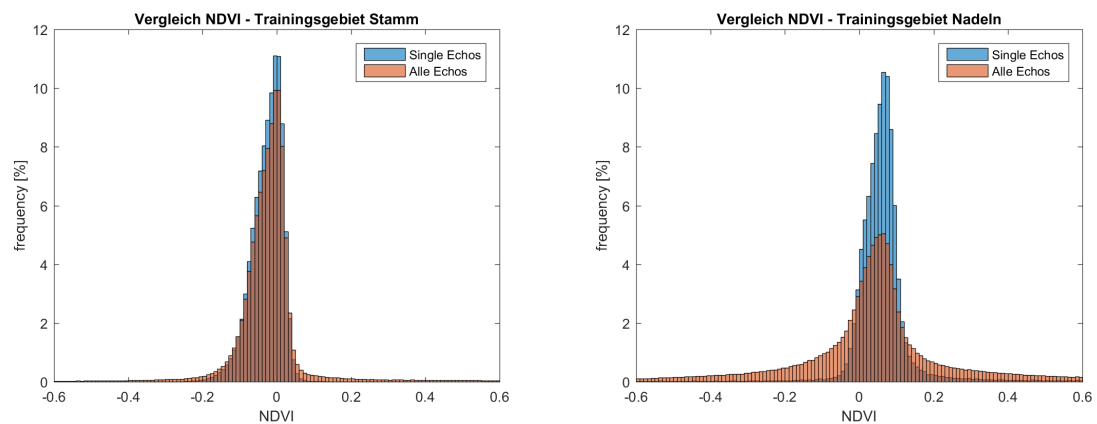 Vergleich NDVI - Trainingsgebiet Stamm
12
10
8
6
4
2
0
frequency [%]
Single Echos
Alle Echos
-0.6
-0.4
-0.2
0
0.2
0.4
0.6
NDVI
Vergleich NDVI - Trainingsgebiet Nadeln
12
10
8
6
4
2
0
frequency [%]
Single Echos
Alle Echos
-0.6
-0.4
-0.2
0
0.2
0.4
0.6
NDVI